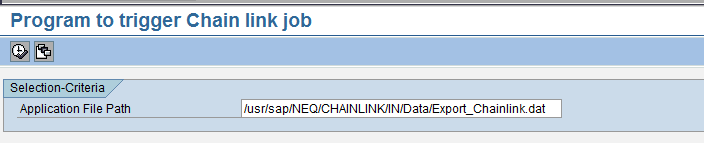 Program to trigger Chain link job
Selection-Criteria
Application File Path /usr/sap/NEQ/CHAINLINK/IN/Data/Export_Chainlink.dat